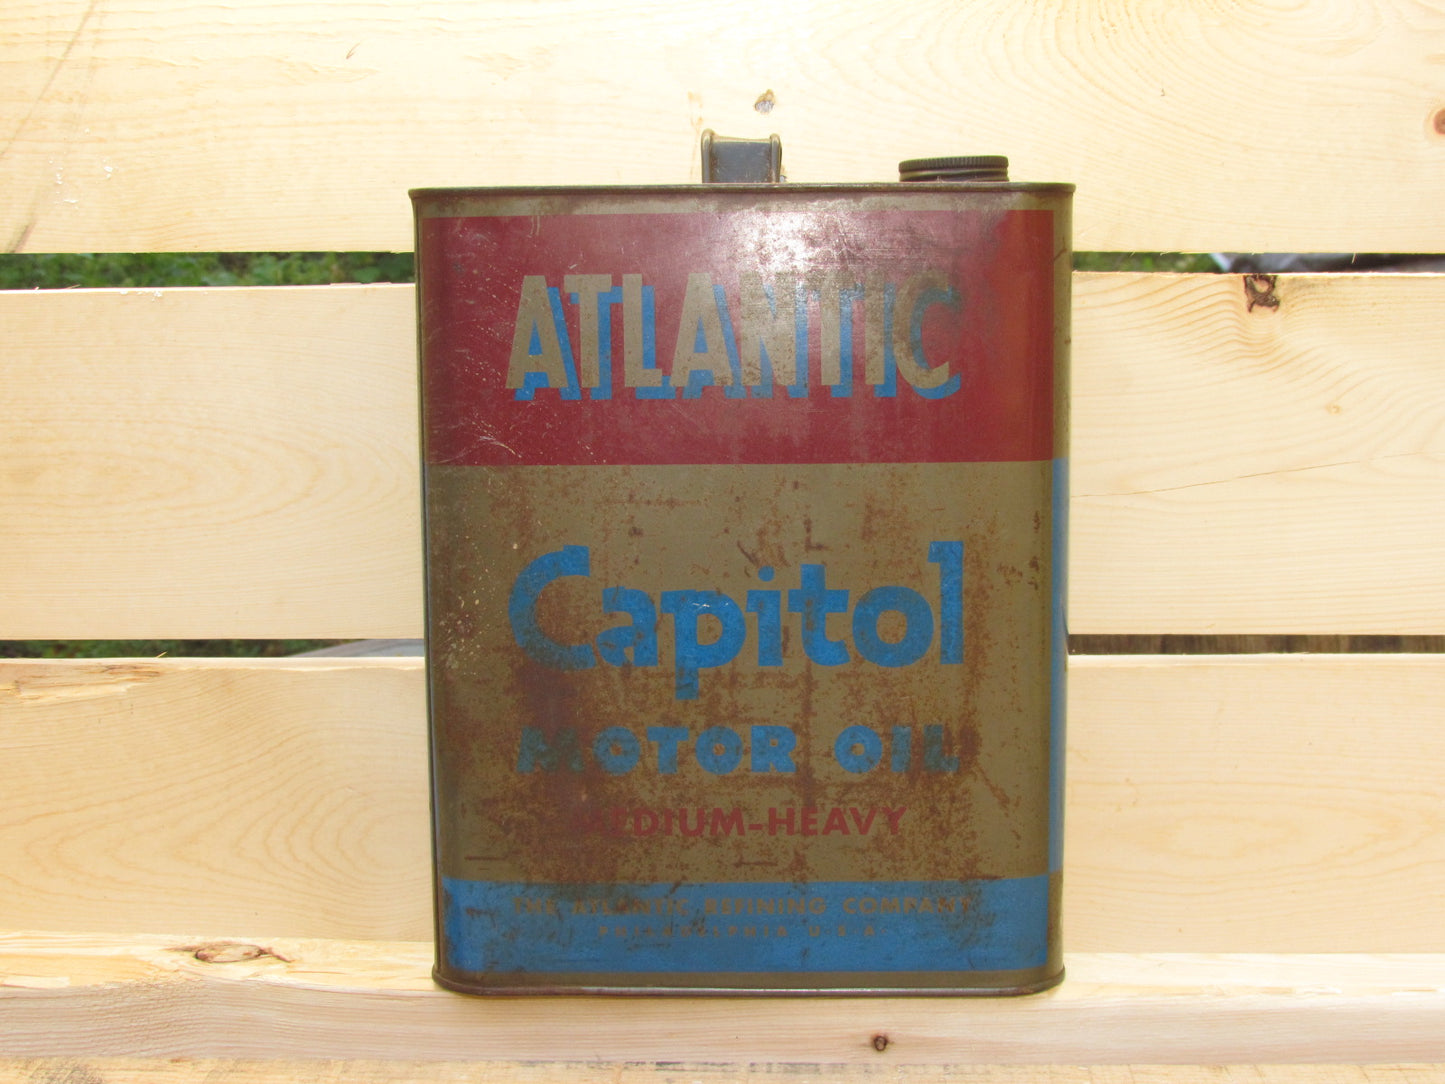 ATLANTIC
Capitol
MOTOR OIL
MEDIUM-HEAVY
THE ATLANTIC REFINING COMPANY
PHILADELPHIA U.S.A.